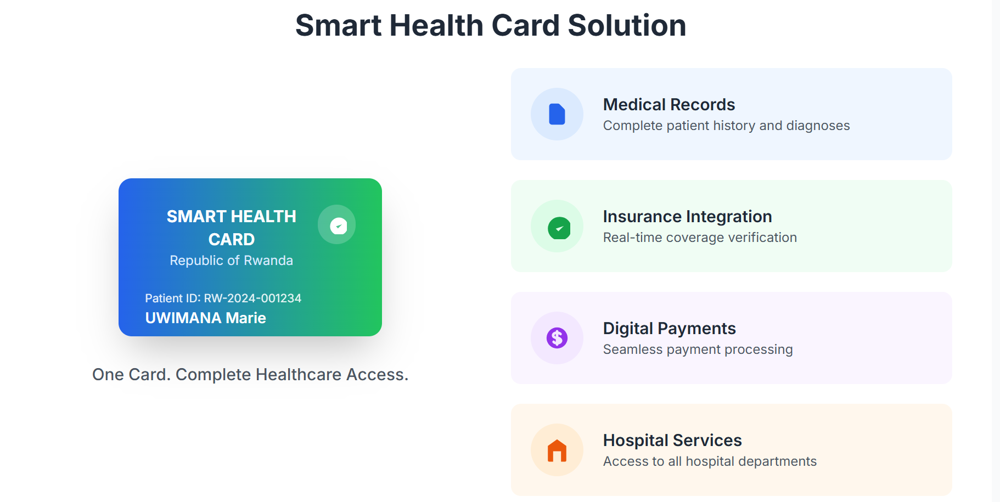 Smart Health Card Solution
SMART HEALTH
CARD
Republic of Rwanda
Patient ID: RW-2024-001234
UWIMANA Marie
One Card. Complete Healthcare Access.
Medical Records
Complete patient history and diagnoses
Insurance Integration
Real-time coverage verification
Digital Payments
Seamless payment processing
Hospital Services
Access to all hospital departments